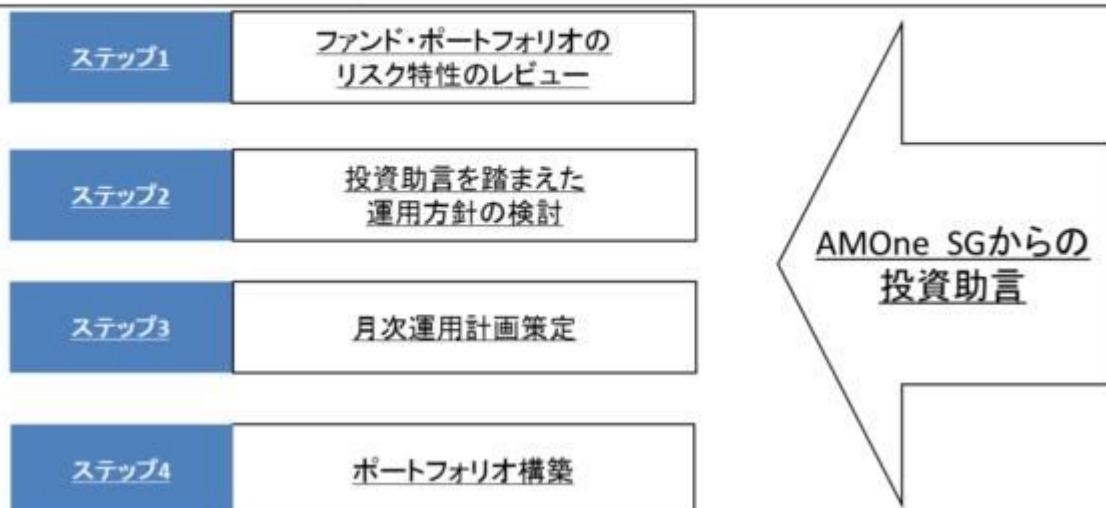 ステップ1
ファンド・ポートフォリオの
リスク特性のレビュー
ステップ2
投資助言を踏まえた
運用方針の検討
ステップ3
月次運用計画策定
ステップ4
ポートフォリオ構築
AMOne SGからの
投資助言